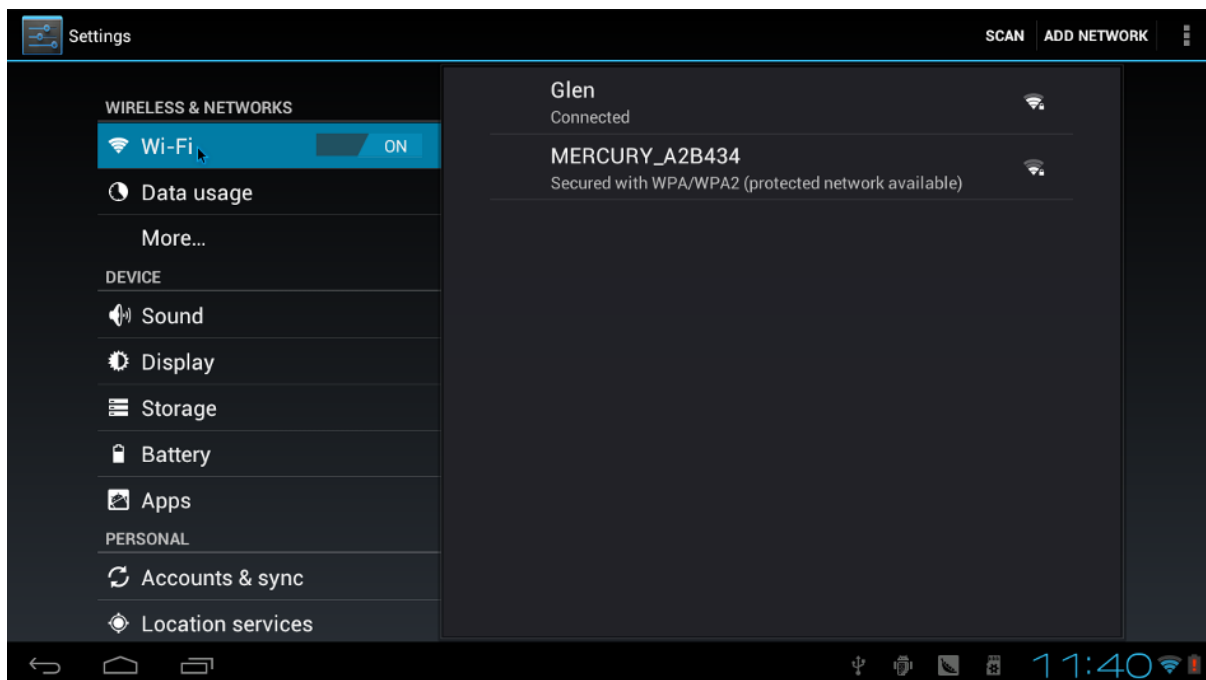 Settings
SCAN
ADD NETWORK
WIRELESS & NETWORKS
Wi-Fi
ON
Data usage
More...
DEVICE
Sound
Display
Storage
Battery
Apps
PERSONAL
Accounts & sync
Location services
Glen
Connected
MERCURY_A2B434
Secured with WPA/WPA2 (protected network available)
11:40